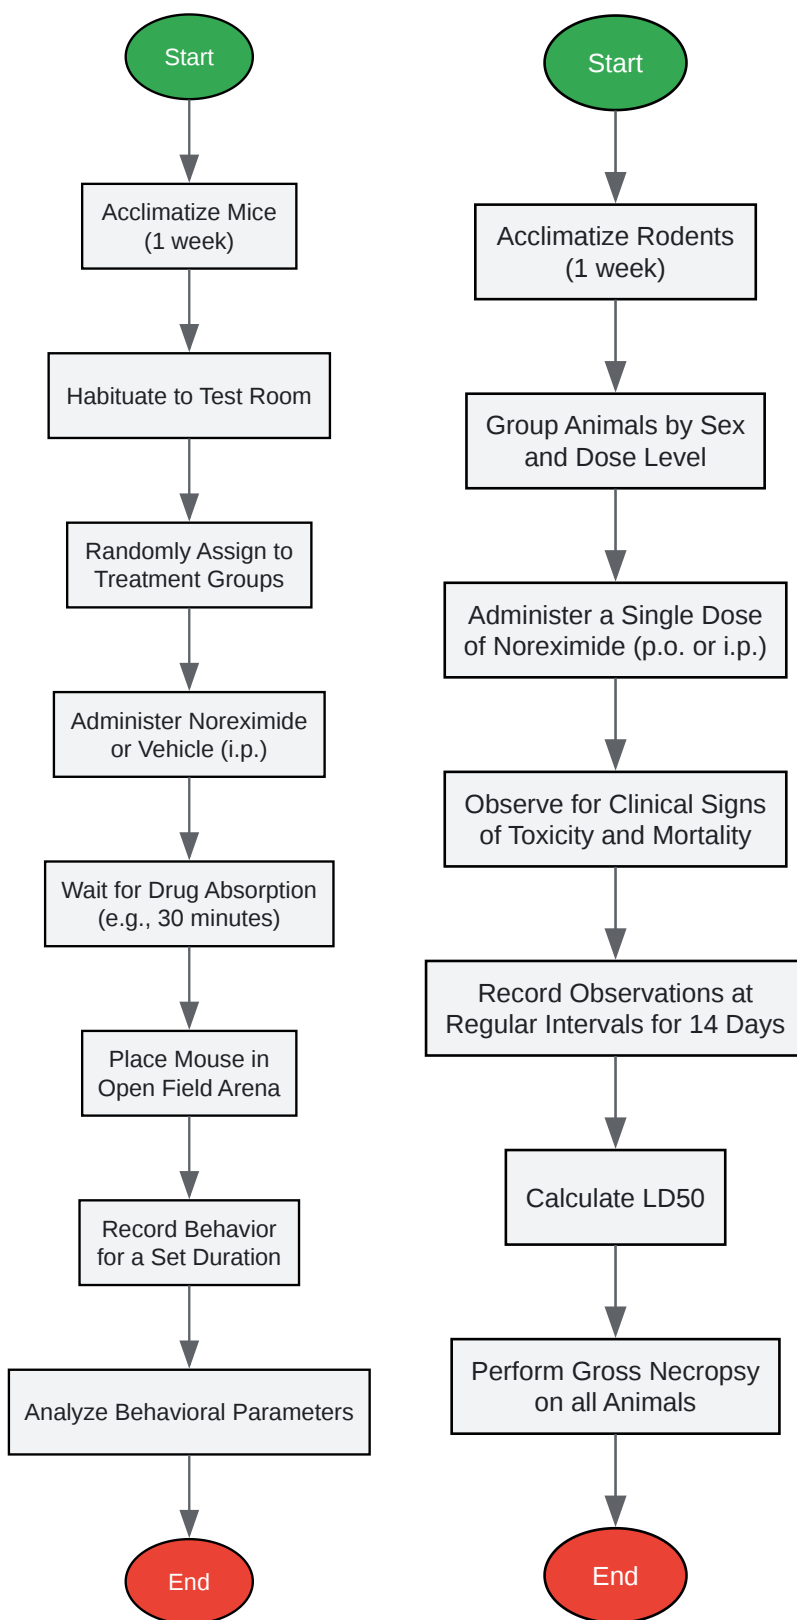 Start
Acclimatize Mice
(1 week)
Habituate to Test Room
Randomly Assign to
Treatment Groups
Administer Noreximide
or Vehicle (i.p.)
Wait for Drug Absorption
(e.g., 30 minutes)
Place Mouse in
Open Field Arena
Record Behavior
for a Set Duration
Analyze Behavioral Parameters
End
Start
Acclimatize Rodents
(1 week)
Group Animals by Sex
and Dose Level
Administer a Single Dose
of Noreximide (p.o. or i.p.)
Observe for Clinical Signs
of Toxicity and Mortality
Record Observations at
Regular Intervals for 14 Days
Calculate LD50
Perform Gross Necropsy
on all Animals
End